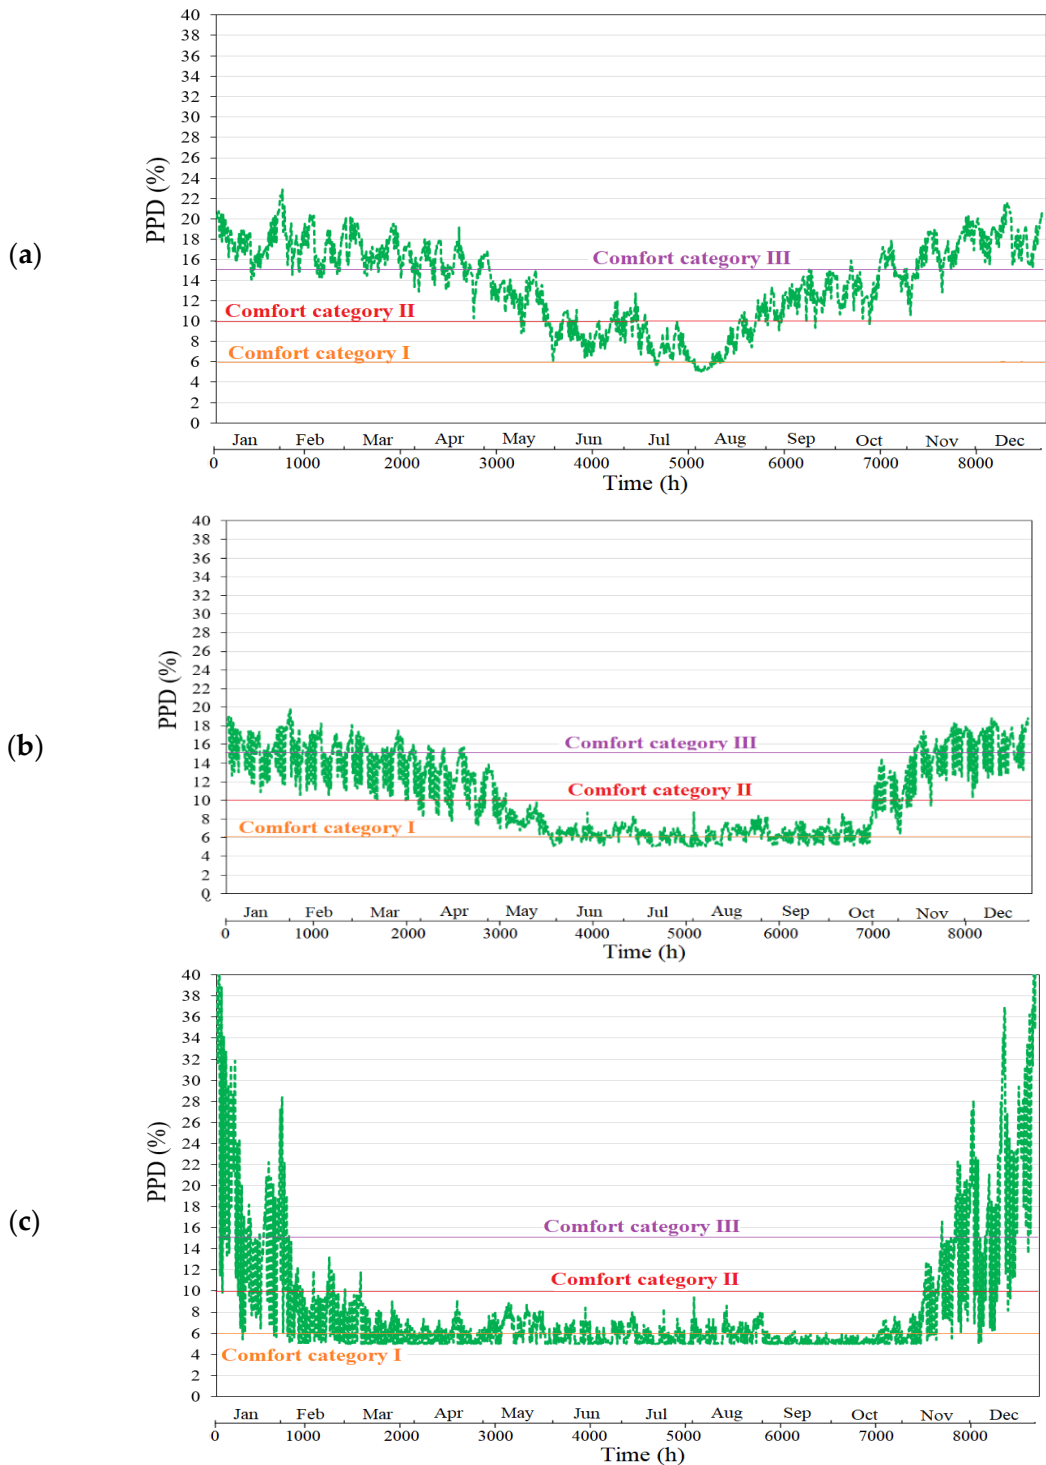 40
38
36
34
32
30
28
26
24
22
20
18
16
14
12
10
8
6
4
2
0
PPD (%)
(a)
Comfort category III
Comfort category II
Comfort category I
Jan Feb Mar Apr May Jun Jul Aug Sep Oct Nov Dec
0 1000 2000 3000 4000 5000 6000 7000 8000
Time (h)
40
38
36
34
32
30
28
26
24
22
20
18
16
14
12
10
8
6
4
2
0
PPD (%)
(b)
Comfort category III
Comfort category II
Comfort category I
Jan Feb Mar Apr May Jun Jul Aug Sep Oct Nov Dec
0 1000 2000 3000 4000 5000 6000 7000 8000
Time (h)
40
38
36
34
32
30
28
26
24
22
20
18
16
14
12
10
8
6
4
2
0
PPD (%)
(c)
Comfort category III
Comfort category II
Comfort category I
Jan Feb Mar Apr May Jun Jul Aug Sep Oct Nov Dec
0 1000 2000 3000 4000 5000 6000 7000 8000
Time (h)